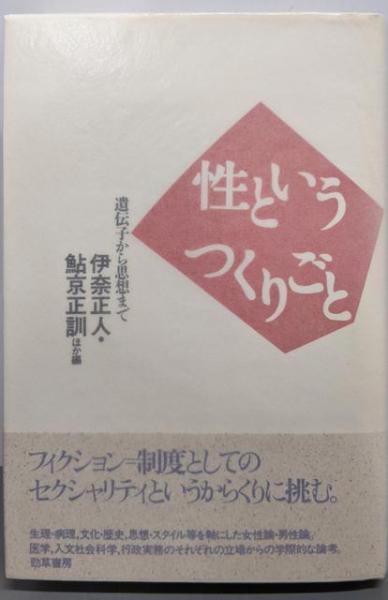 性という
つくりごと
遺伝子から思想まで
伊奈正人・
鮎京正訓ほか編
フィクション=制度としての
セクシャリティというからくりに挑む。
生理・病理,文化・歴史,思想・スタイル等を軸にした女性論・男性論/
医学,人文社会科学,行政実務のそれぞれの立場からの学際的な論考。
勁草書房